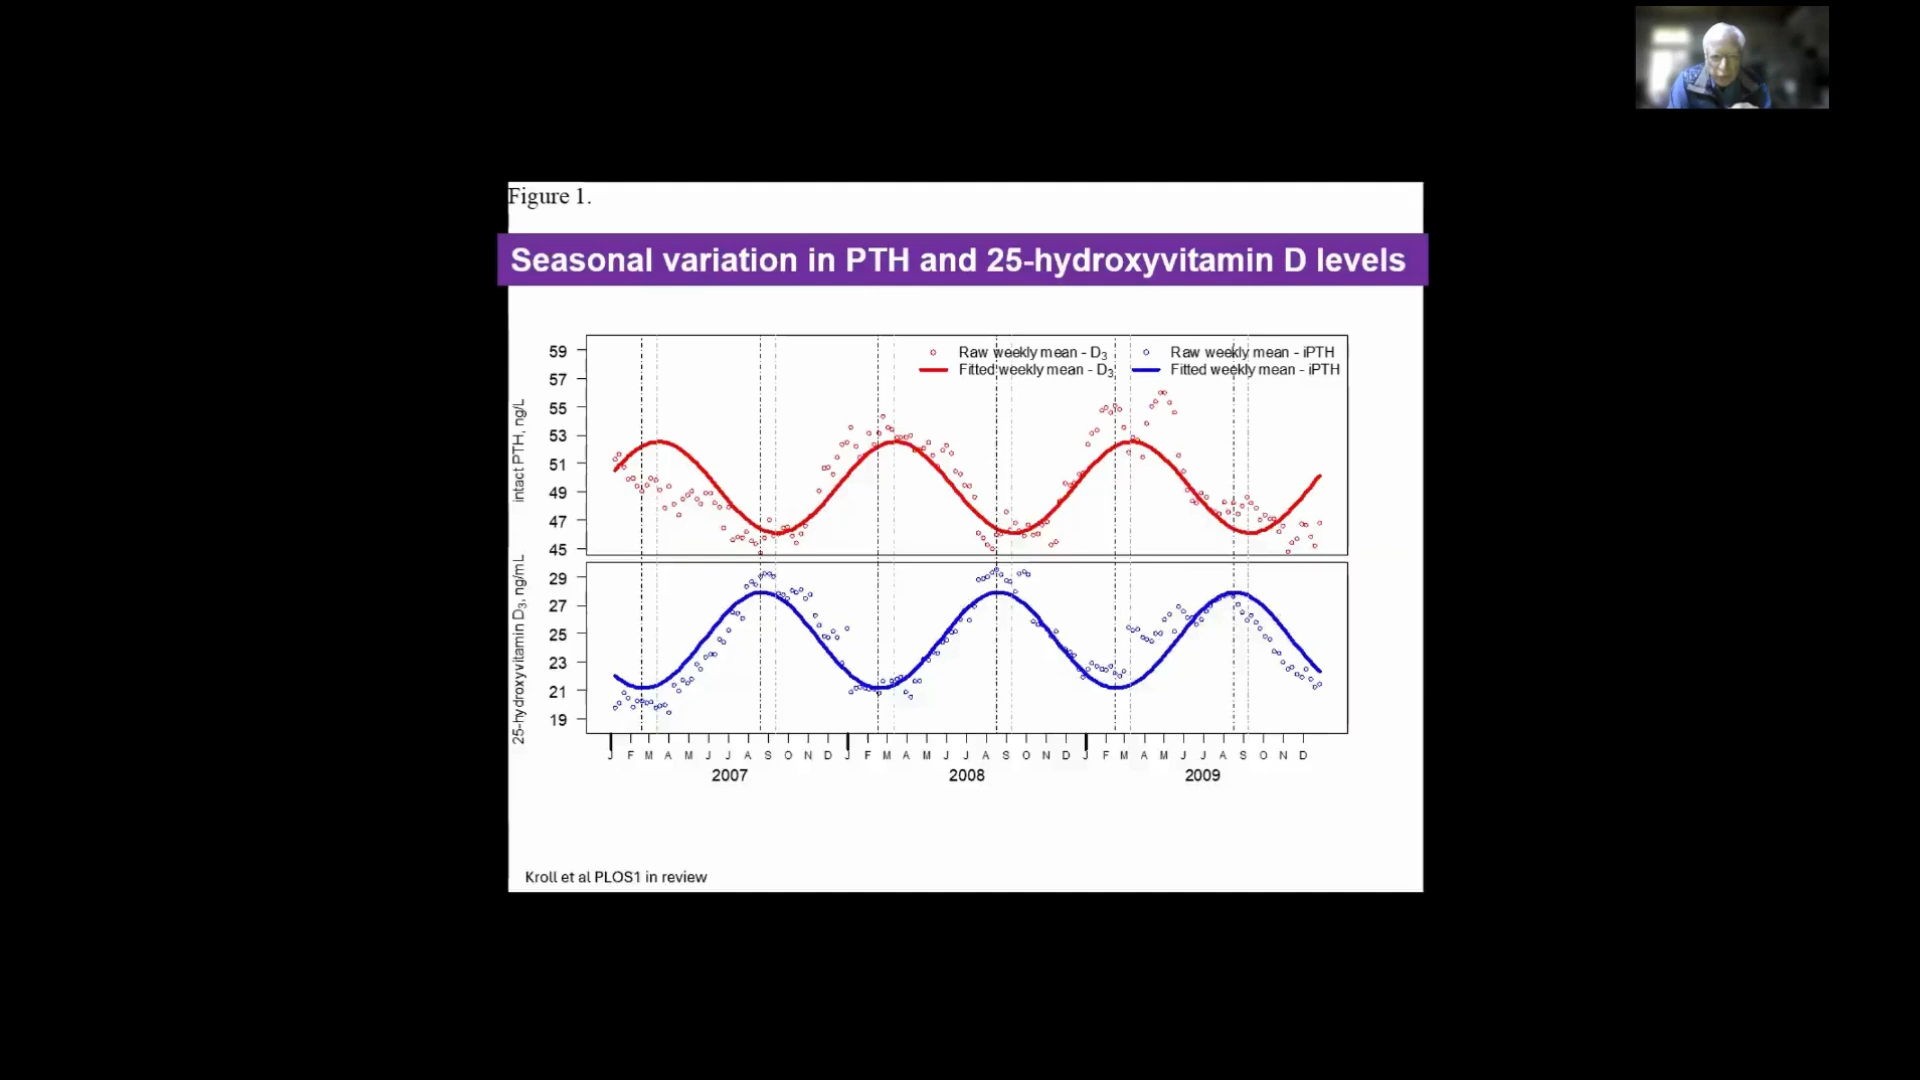 Figure 1.
Seasonal variation in PTH and 25-hydroxyvitamin D levels
Raw weekly mean - D3
Raw weekly mean - iPTH
Fitted weekly mean - D3
Fitted weekly mean - iPTH
intact PTH, ng/L
59
57
55
53
51
49
47
45
25-hydroxyvitamin D3, ng/mL
29
27
25
23
21
19
J F M A M J J A S O N D J F M A M J J A S O N D J F M A M J J A S O N D
2007 2008 2009
Kroll et al PLOS1 in review